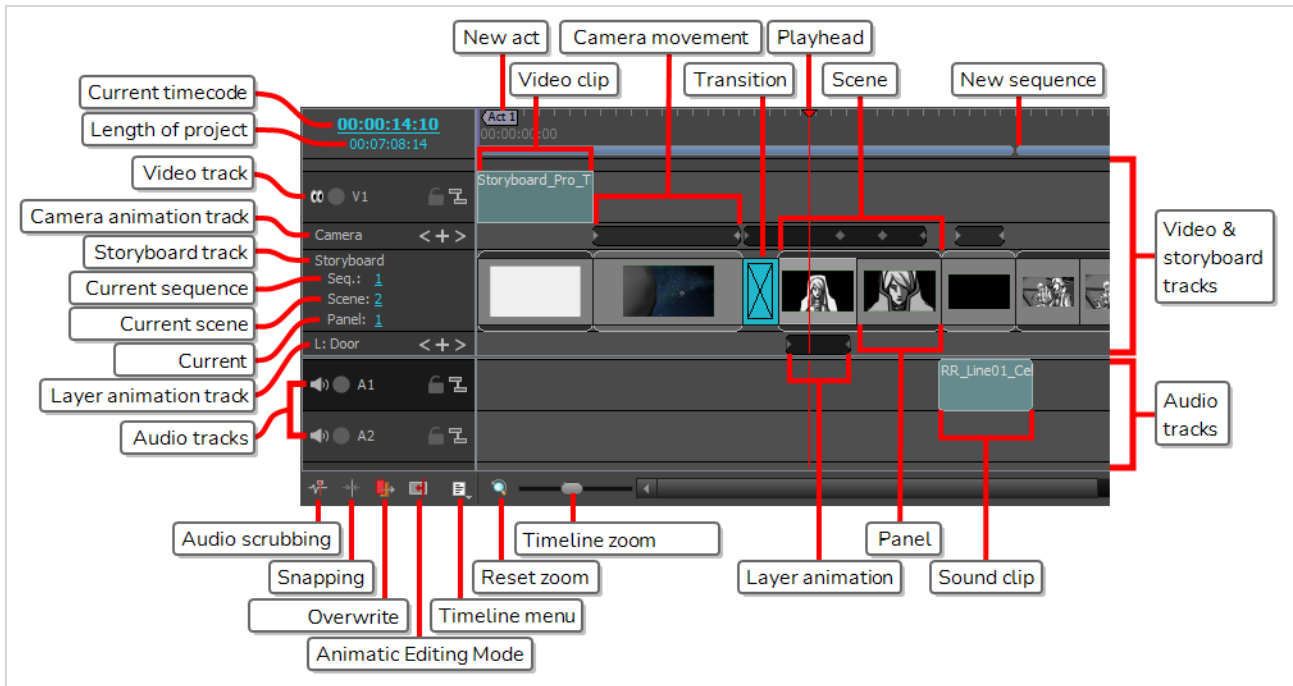 New act
Camera movement
Playhead
Video clip
Transition
Scene
New sequence
Current timecode
Length of project
Video track
Camera animation track
Storyboard track
Current sequence
Current scene
Current
Layer animation track
Audio tracks
00:00:14:10
00:07:08:14
Act 1
00:00:00:00
V1
Storyboard_Pro_T
Camera
< + >
Storyboard
Seq.: 1
Scene: 2
Panel: 1
L: Door
< + >
A1
RR_Line01_Ce
A2
Video &
storyboard
tracks
Audio
tracks
Audio scrubbing
Snapping
Overwrite
Animatic Editing Mode
Timeline menu
Reset zoom
Timeline zoom
Layer animation
Panel
Sound clip